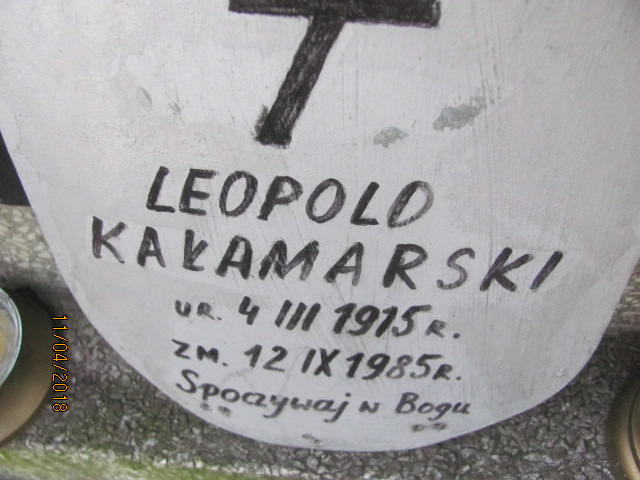 LEOPOLD
KAŁAMARSKI
UR. 4 III 1915 R.
ZM. 12 IX 1985 R.
Spoczywaj w Bogu
11/04/2018